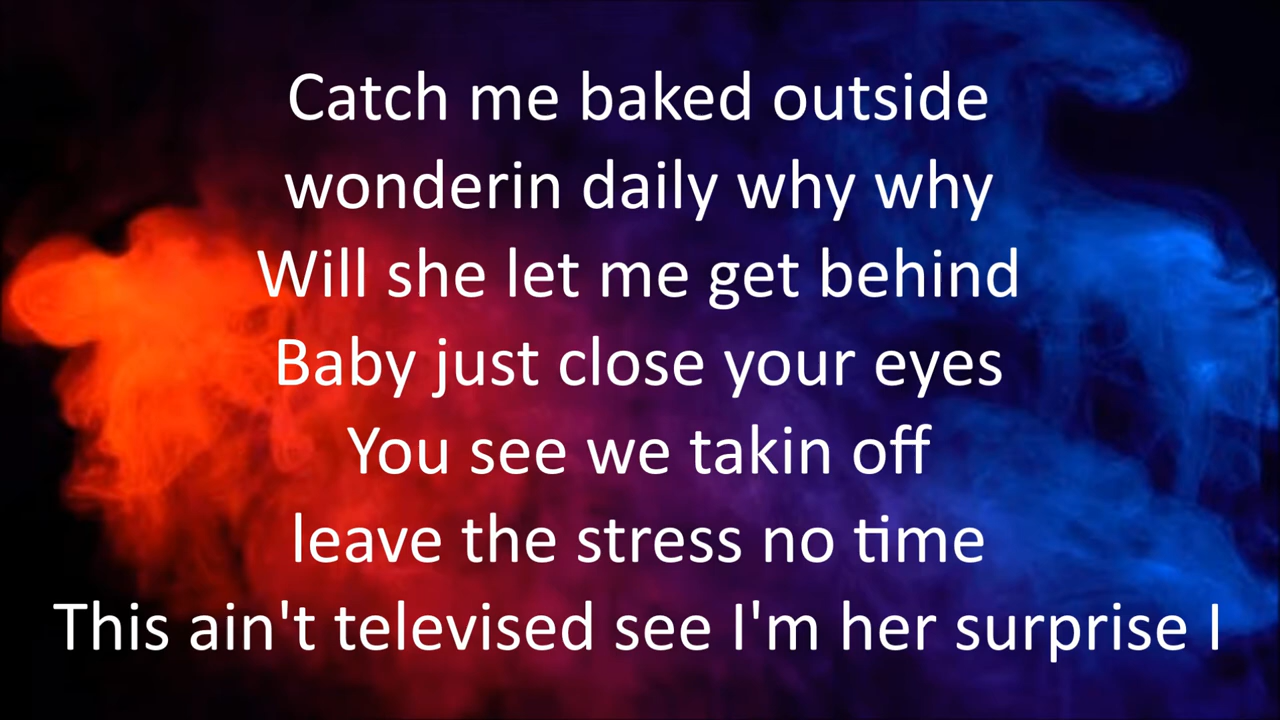 Catch me baked outside
wonderin daily why why
Will she let me get behind
Baby just close your eyes
You see we takin off
leave the stress no time
This ain't televised see I'm her surprise I